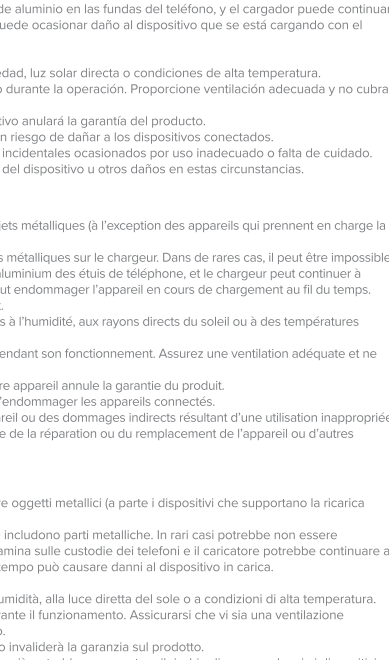 de aluminio en las fundas del teléfono, y el cargador puede continuar
uede ocasionar daño al dispositivo que se está cargando con el
edad, luz solar directa o condiciones de alta temperatura.
o durante la operación. Proporcione ventilación adecuada y no cubra
tivo anulará la garantía del producto.
n riesgo de dañar a los dispositivos conectados.
incidentales ocasionados por uso inadecuado o falta de cuidado.
del dispositivo u otros daños en estas circunstancias.
jets métalliques (à l'exception des appareils qui prennent en charge la
s métalliques sur le chargeur. Dans de rares cas, il peut être impossible
aluminium des étuis de téléphone, et le chargeur peut continuer à
ut endommager l'appareil en cours de chargement au fil du temps.
t.
s à l'humidité, aux rayons directs du soleil ou à des températures
endant son fonctionnement. Assurez une ventilation adéquate et ne
re appareil annule la garantie du produit.
'endommager les appareils connectés.
areil ou des dommages indirects résultant d'une utilisation inappropriée
e de la réparation ou du remplacement de l'appareil ou d'autres
e oggetti metallici (a parte i dispositivi che supportano la ricarica
includono parti metalliche. In rari casi potrebbe non essere
amina sulle custodie dei telefoni e il caricatore potrebbe continuare a
tempo può causare danni al dispositivo in carica.
umidità, alla luce diretta del sole o a condizioni di alta temperatura.
rante il funzionamento. Assicurarsi che vi sia una ventilazione
o.
o invaliderà la garanzia sul prodotto.